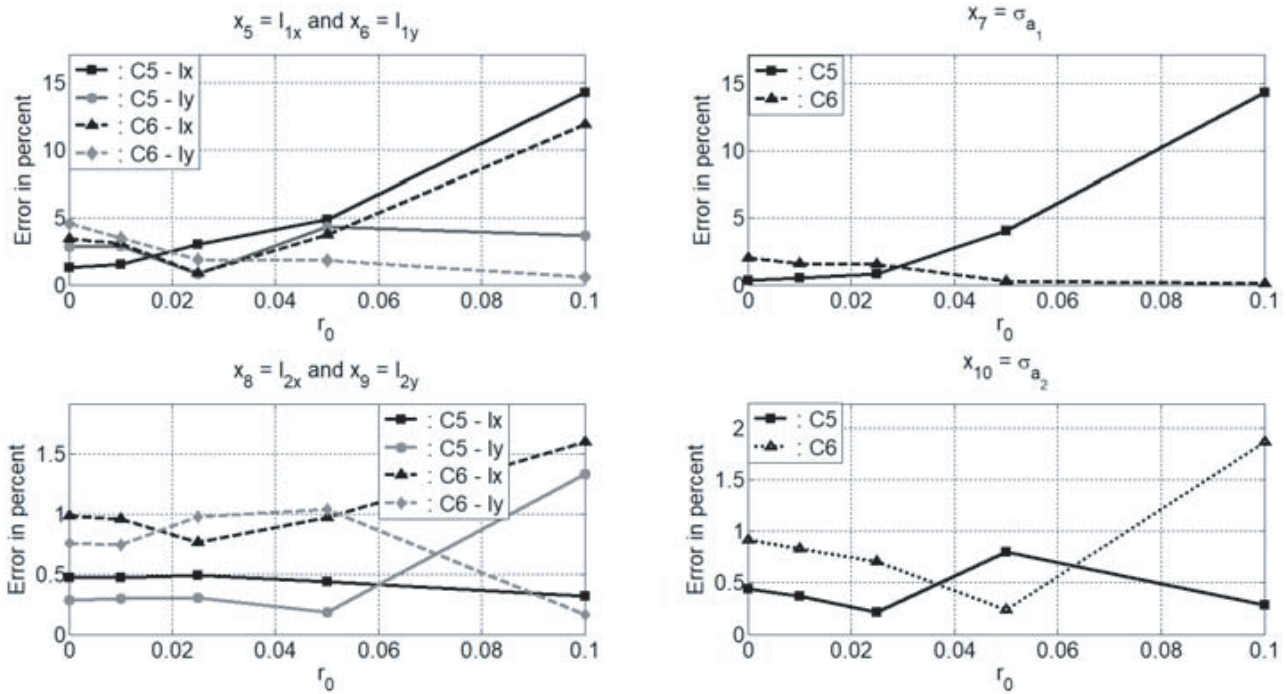 x5 = l1x and x6 = l1y
Error in percent
15
10
5
0
: C5 - lx
: C5 - ly
: C6 - lx
: C6 - ly
0 0.02 0.04 0.06 0.08 0.1
r0
x7 = σa1
Error in percent
15
10
5
0
: C5
: C6
0 0.02 0.04 0.06 0.08 0.1
r0
x8 = l2x and x9 = l2y
Error in percent
1.5
1
0.5
0
: C5 - lx
: C5 - ly
: C6 - lx
: C6 - ly
0 0.02 0.04 0.06 0.08 0.1
r0
x10 = σa2
Error in percent
2
1.5
1
0.5
0
: C5
: C6
0 0.02 0.04 0.06 0.08 0.1
r0